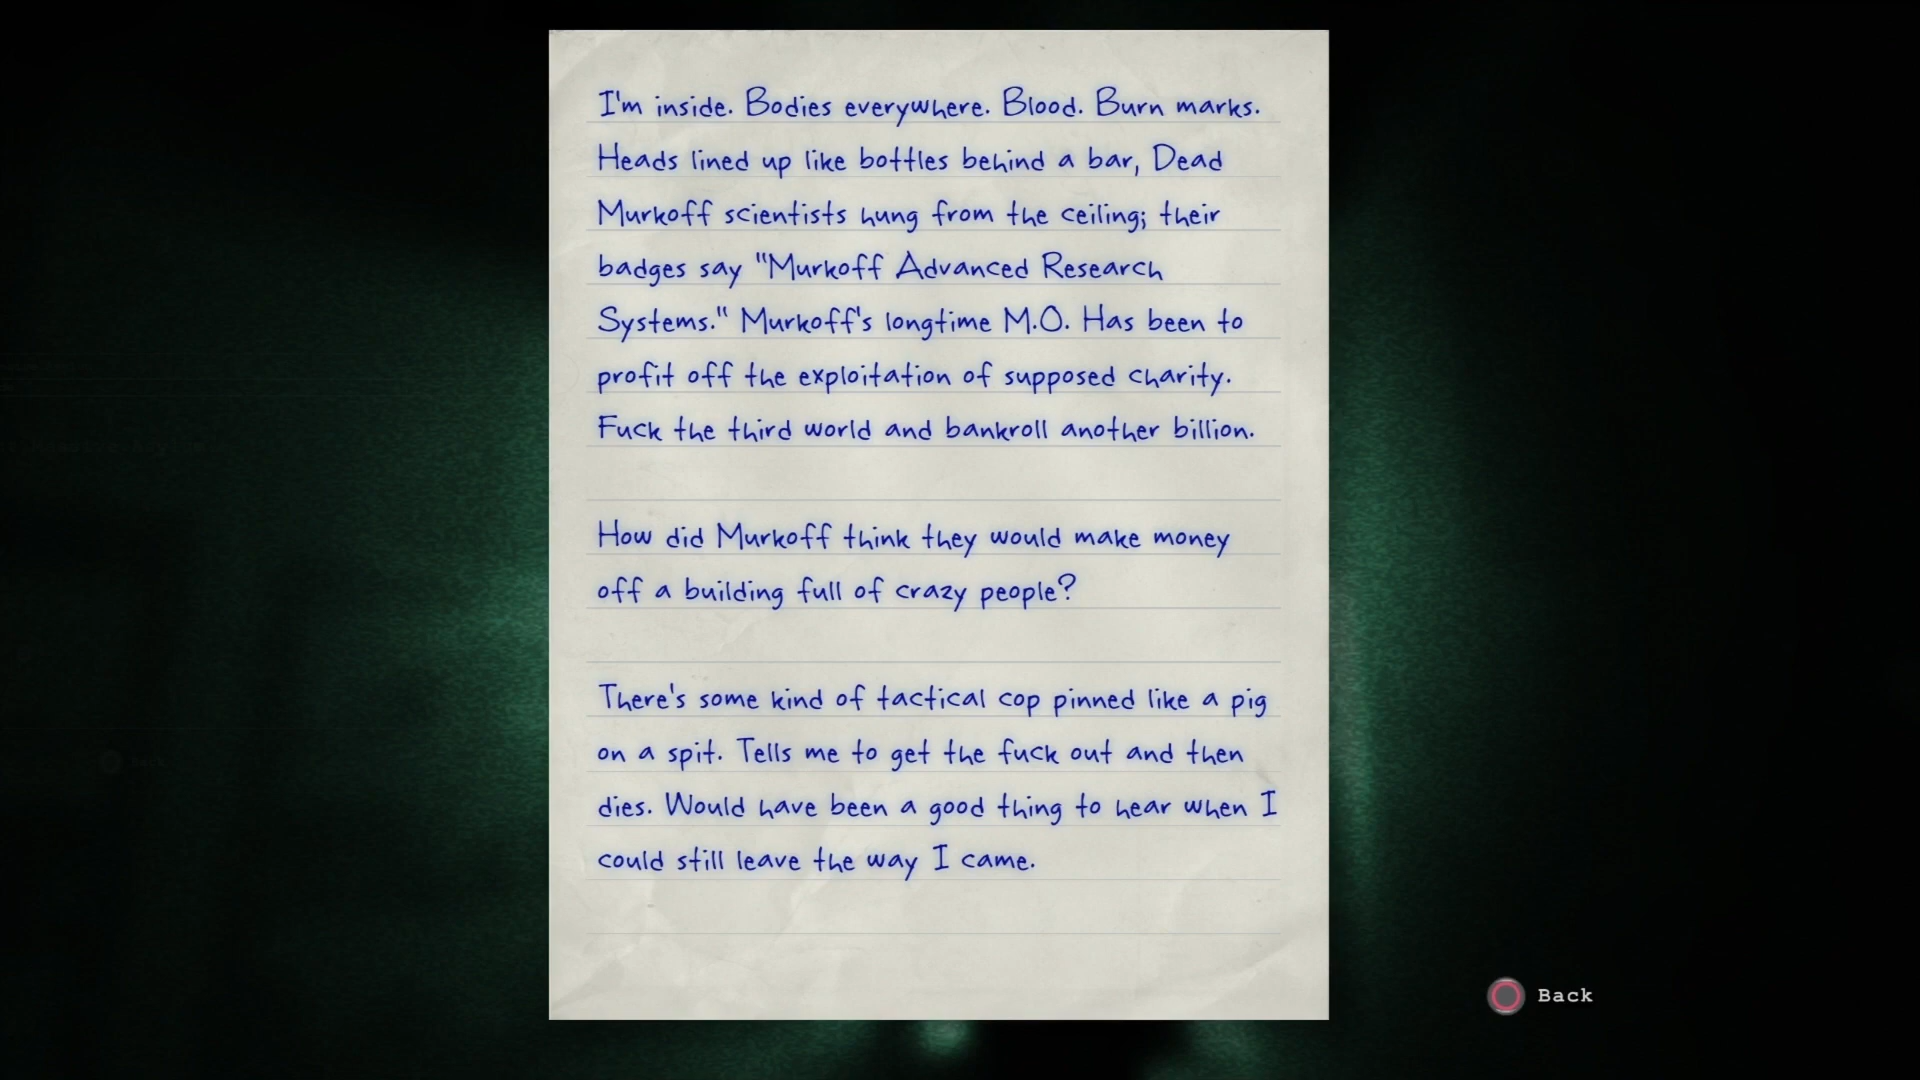 I'm inside. Bodies everywhere. Blood. Burn marks.
Heads lined up like bottles behind a bar, Dead
Murkoff scientists hung from the ceiling; their
badges say "Murkoff Advanced Research
Systems." Murkoff's longtime M.O. Has been to
profit off the exploitation of supposed charity.
Fuck the third world and bankroll another billion.
How did Murkoff think they would make money
off a building full of crazy people?
There's some kind of tactical cop pinned like a pig
on a spit. Tells me to get the fuck out and then
dies. Would have been a good thing to hear when I
could still leave the way I came.
Back